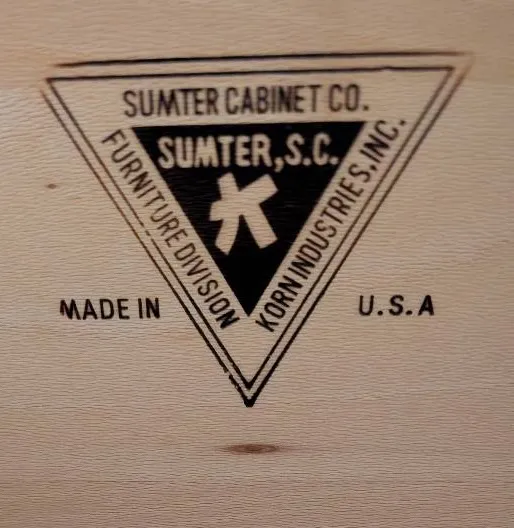 SUMTER CABINET CO.
SUMTER, S.C.
K
FURNITURE DIVISION
KORN INDUSTRIES, INC.
MADE IN
U.S.A